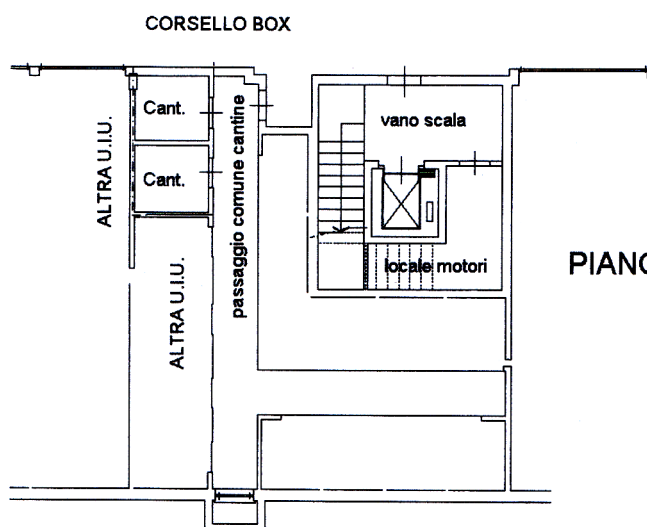 CORSELLO BOX
Cant.
vano scala
Cant.
passaggio comune cantine
ALTRA U.I.U.
ALTRA U.I.U.
locale motori
PIANO